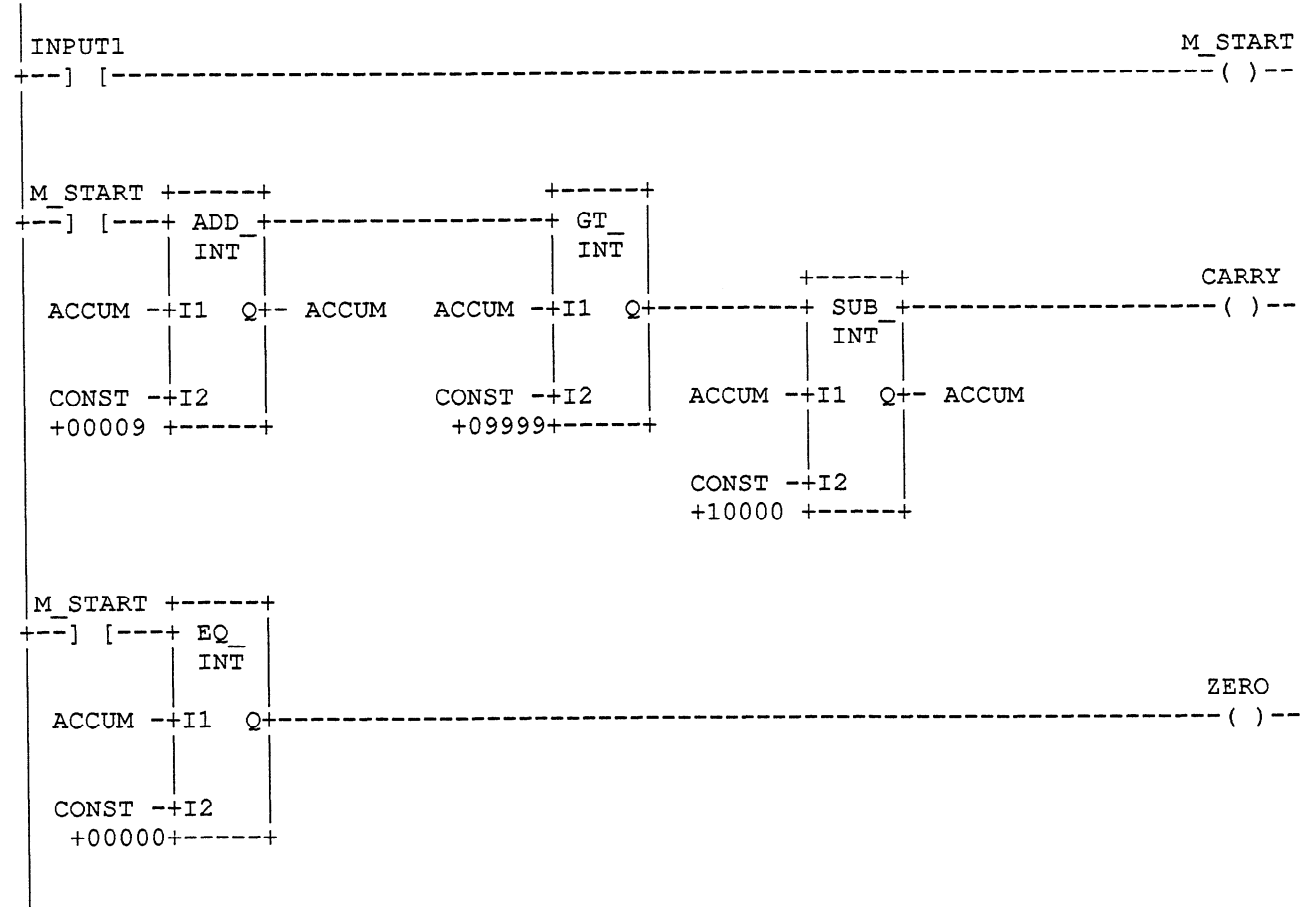 INPUT1 M_START
+--] [----------------------------------------------------------------------( )--
M_START +------+ +------+
+--] [---+ ADD_+------------------+ GT_
INT INT
+-----+ CARRY
ACCUM -+I1 Q+- ACCUM ACCUM -+I1 Q+----------+ SUB_+--------------------( )--
INT
CONST -+I2 CONST -+I2 ACCUM -+I1 Q+- ACCUM
+00009 +------+ +09999+------+
CONST -+I2
+10000 +------+
M_START +------+
+--] [---+ EQ_
INT
ZERO
ACCUM -+I1 Q+------------------------------------------------------------( )--
CONST -+I2
+00000+------+